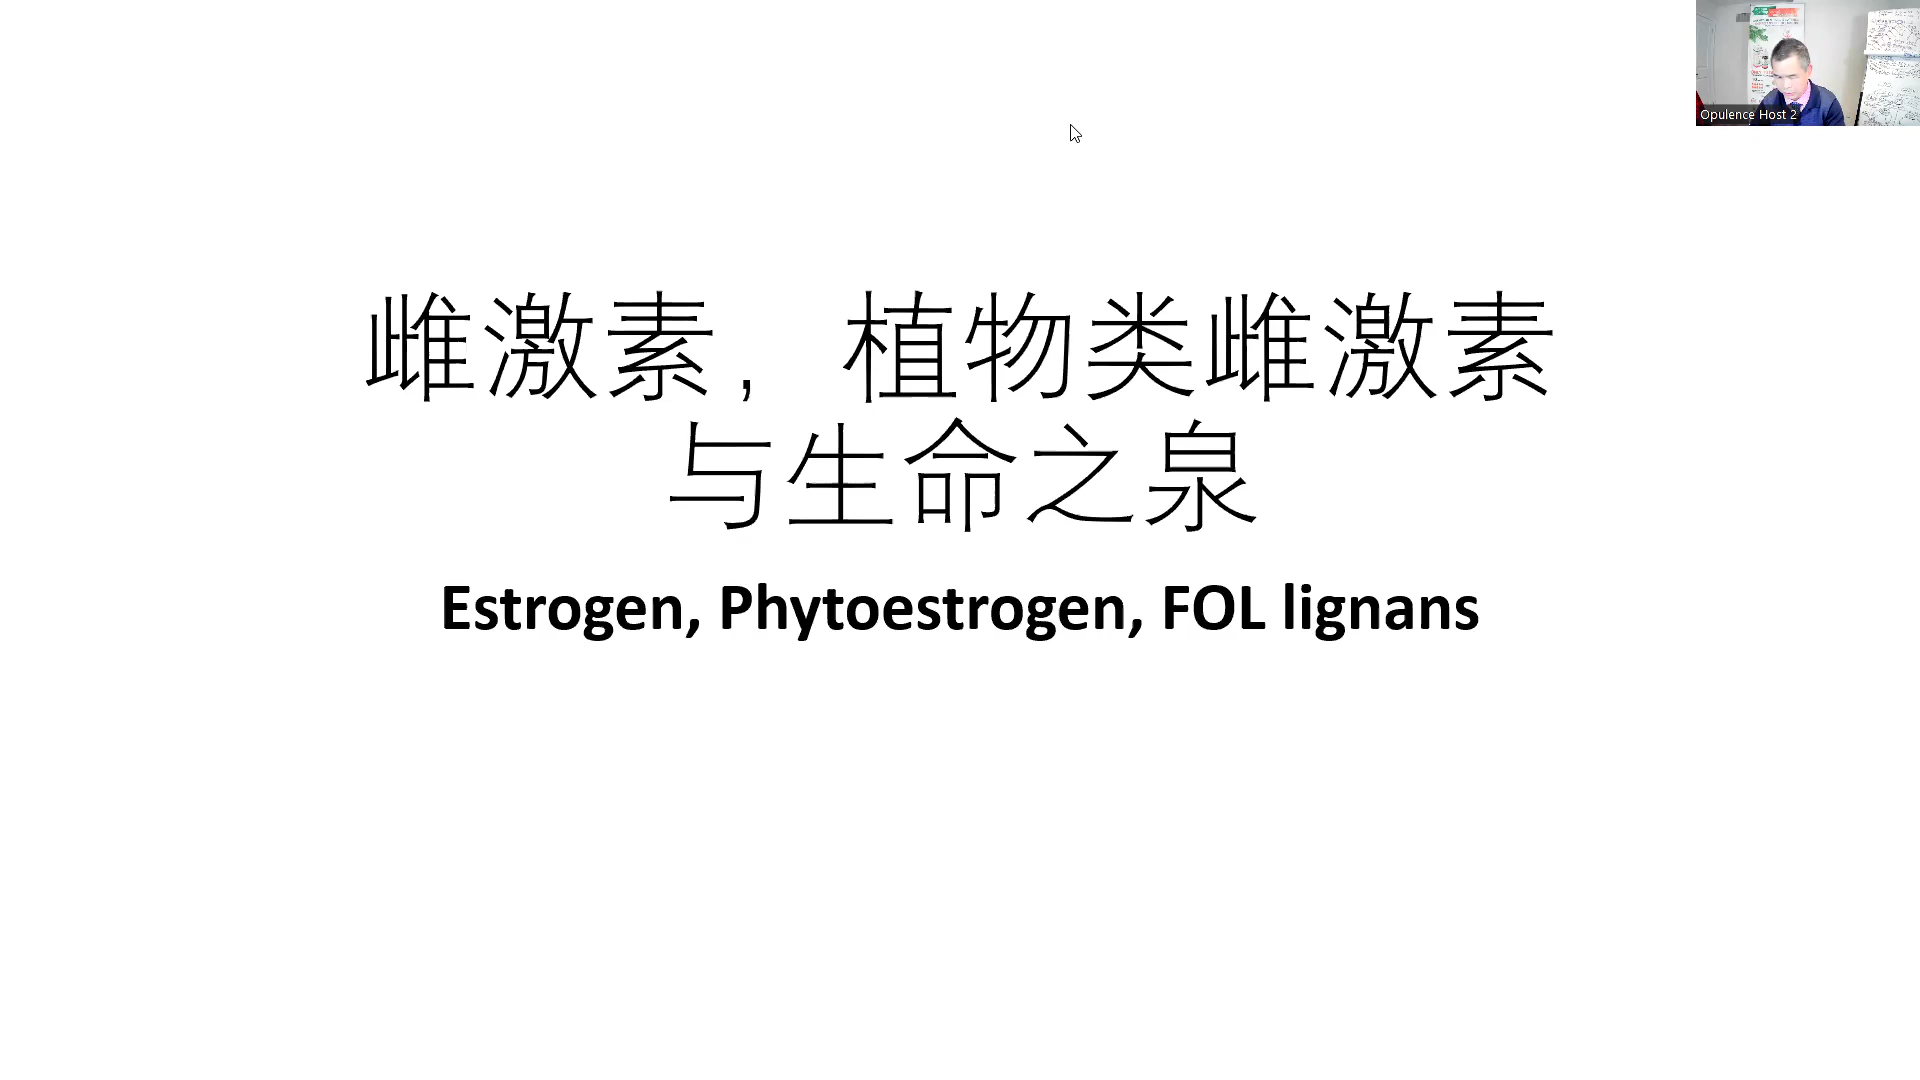 雌激素，植物类雌激素
与生命之泉
Estrogen, Phytoestrogen, FOL lignans
Opulence Host 2